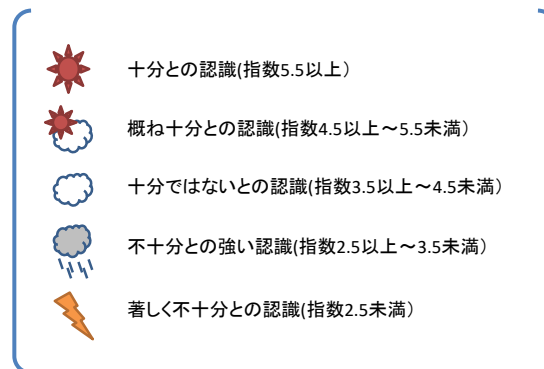 十分との認識(指数5.5以上)
概ね十分との認識(指数4.5以上～5.5未満)
十分ではないとの認識(指数3.5以上～4.5未満)
不十分との強い認識(指数2.5以上～3.5未満)
著しく不十分との認識(指数2.5未満)